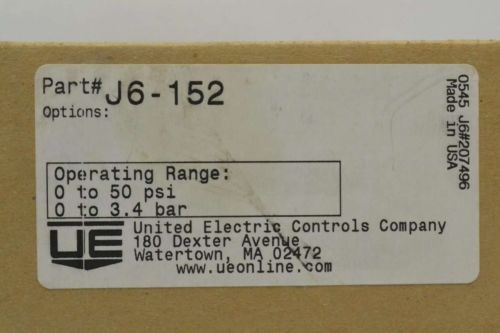 Part# J6-152
Options:
Operating Range:
0 to 50 psi
0 to 3.4 bar
UE
United Electric Controls Company
180 Dexter Avenue
Watertown, MA 02472
www.ueonline.com
0545 J6#207496
Made in USA